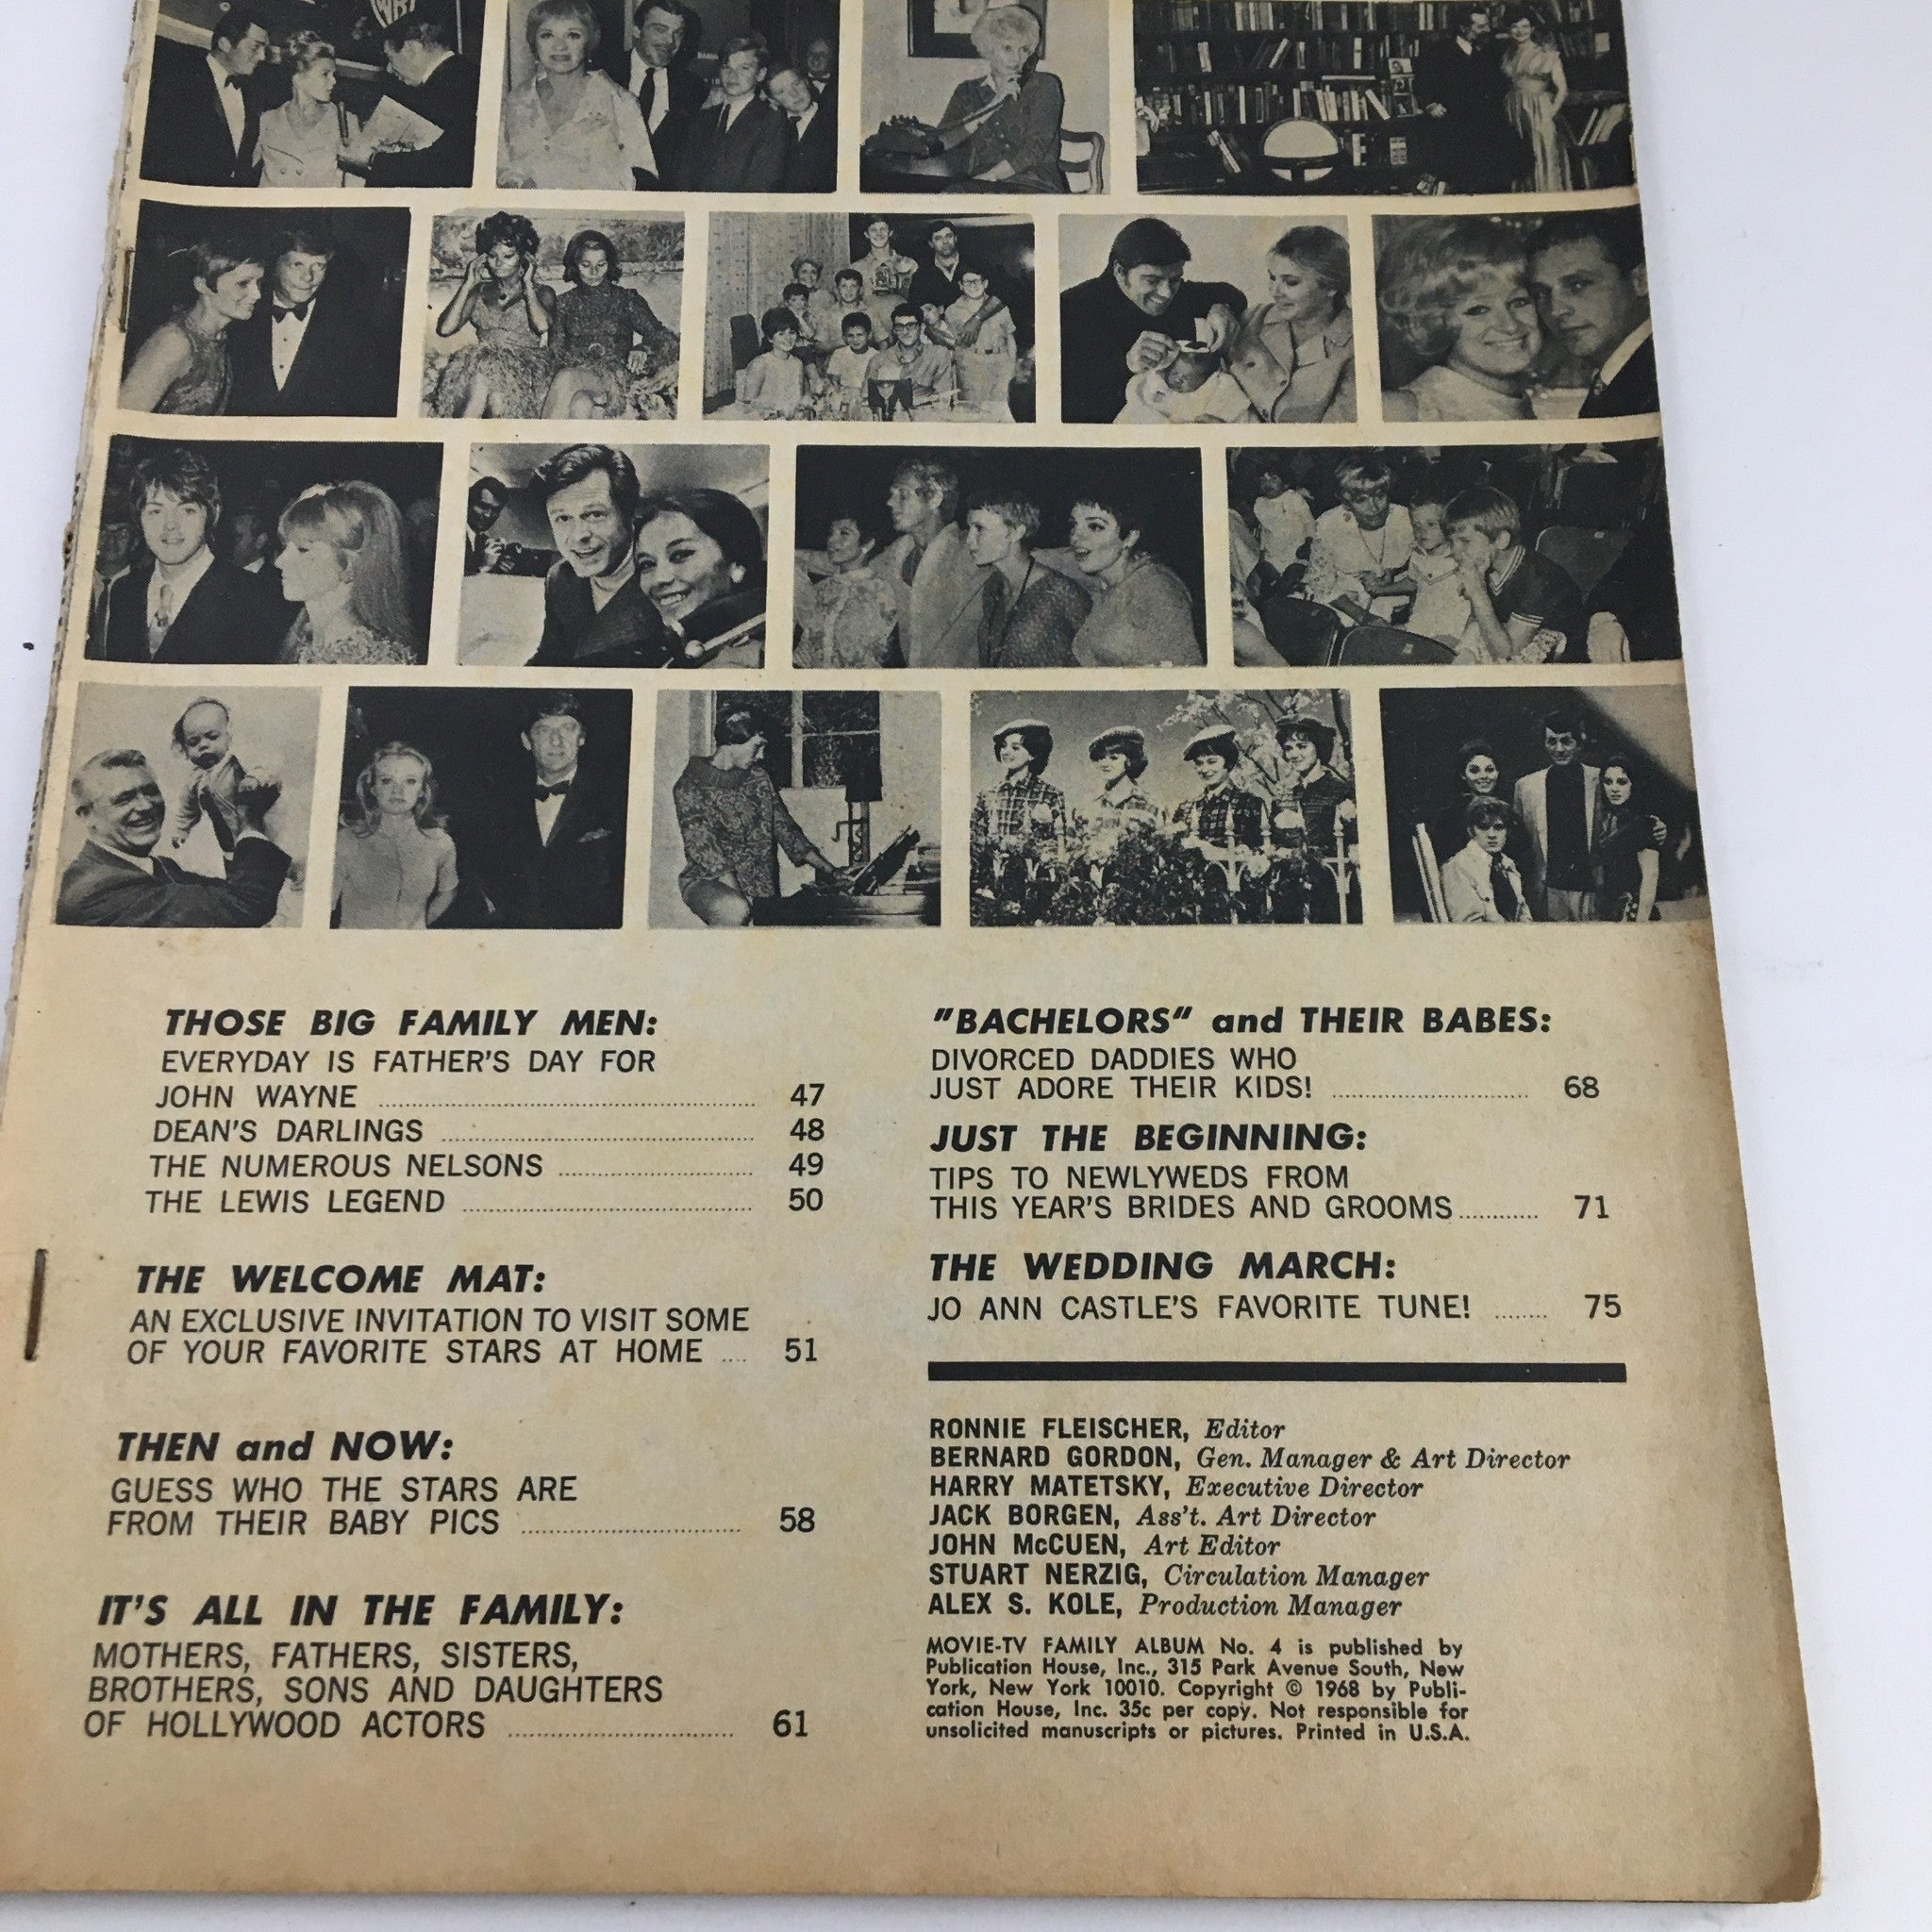 THOSE BIG FAMILY MEN:
EVERYDAY IS FATHER'S DAY FOR
JOHN WAYNE ........ 47
DEAN'S DARLINGS ........ 48
THE NUMEROUS NELSONS ........ 49
THE LEWIS LEGEND ........ 50
THE WELCOME MAT:
AN EXCLUSIVE INVITATION TO VISIT SOME
OF YOUR FAVORITE STARS AT HOME .... 51
THEN and NOW:
GUESS WHO THE STARS ARE
FROM THEIR BABY PICS ........ 58
IT'S ALL IN THE FAMILY:
MOTHERS, FATHERS, SISTERS,
BROTHERS, SONS AND DAUGHTERS
OF HOLLYWOOD ACTORS ........ 61
"BACHELORS" and THEIR BABES:
DIVORCED DADDIES WHO
JUST ADORE THEIR KIDS! ........ 68
JUST THE BEGINNING:
TIPS TO NEWLYWEDS FROM
THIS YEAR'S BRIDES AND GROOMS ........ 71
THE WEDDING MARCH:
JO ANN CASTLE'S FAVORITE TUNE! ........ 75
RONNIE FLEISCHER, Editor
BERNARD GORDON, Gen. Manager & Art Director
HARRY MATETSKY, Executive Director
JACK BORGEN, Ass't. Art Director
JOHN McCUEN, Art Editor
STUART NERZIG, Circulation Manager
ALEX S. KOLE, Production Manager
MOVIE-TV FAMILY ALBUM No. 4 is published by
Publication House, Inc., 315 Park Avenue South, New
York, New York 10010. Copyright © 1968 by Publi-
cation House, Inc. 35c per copy. Not responsible for
unsolicited manuscripts or pictures. Printed in U.S.A.